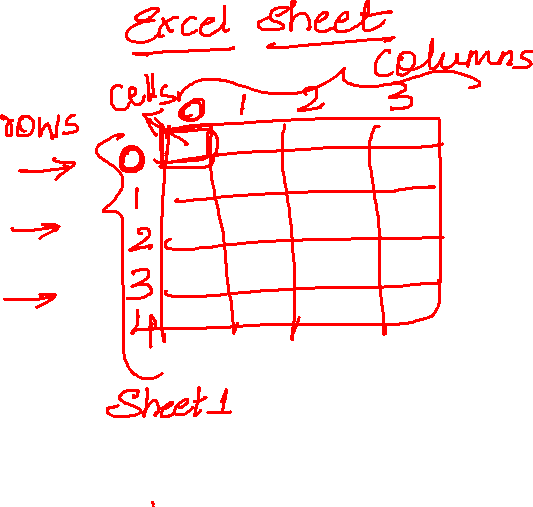 Excel Sheet
columns
cells
0 1 2 3
rows
0
1
2
3
4
Sheet1